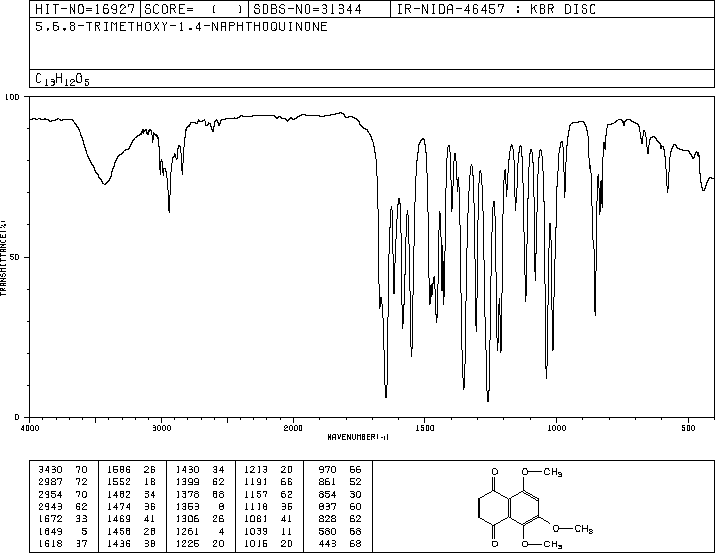 HIT-NO=16927 SCORE= ( ) SDBS-NO=31344 IR-NIDA-46457 : KBR DISC
5.6.8-TRIMETHOXY-1.4-NAPHTHOQUINONE
C13H12O5
100
TRANSMITTANCE(%)
50
0
4000 3000 2000 1500 1000 500
WAVENUMBER(-1)
3430 70 1586 26 1430 34 1213 20 970 66
2987 72 1552 18 1399 62 1191 66 861 52
2954 70 1482 34 1378 68 1157 62 854 30
2943 62 1474 36 1353 8 1118 36 837 60
1672 33 1469 41 1306 26 1081 41 828 62
1649 5 1458 28 1261 4 1039 11 580 68
1618 37 1436 38 1226 20 1016 20 443 68
O O—CH3
O—CH3
O O—CH3